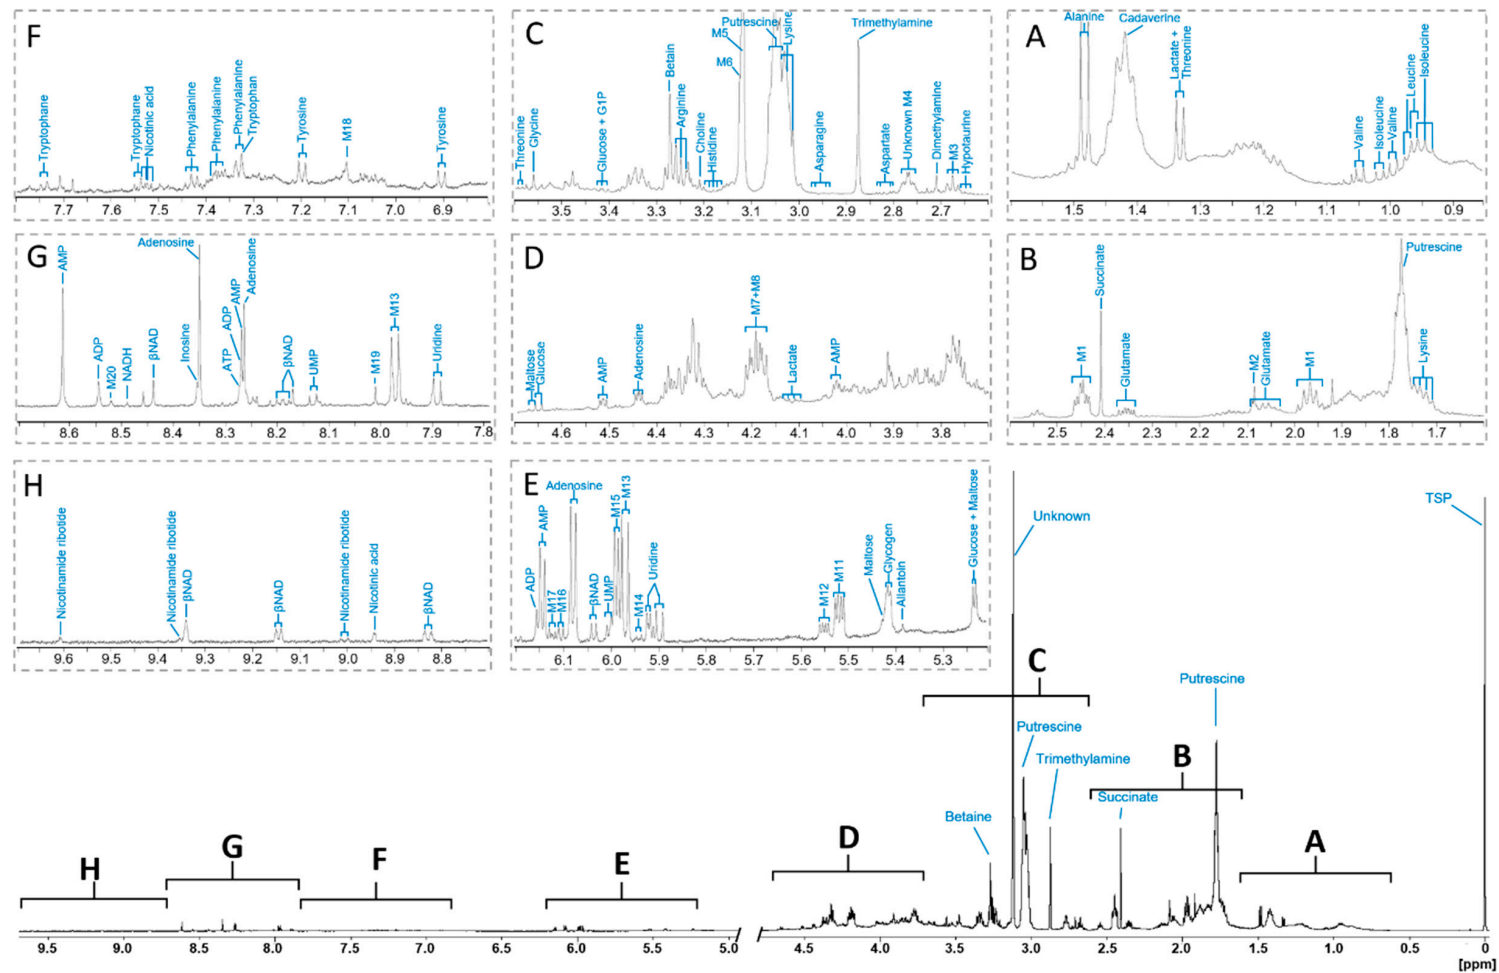 F
Tryptophane
Tryptophane
Nicotinic acid
Phenylalanine
Phenylalanine
Phenylalanine
Tryptophan
Tyrosine
M18
Tyrosine
7.7 7.6 7.5 7.4 7.3 7.2 7.1 7.0 6.9
C
Threonine
Glycine
Glucose + G1P
Betain
Arginine
Choline
Histidine
M5
M6
Putrescine
Lysine
Asparagine
Trimethylamine
Aspartate
Unknown M4
Dimethylamine
M3
Hypotaurine
3.5 3.4 3.3 3.2 3.1 3.0 2.9 2.8 2.7
A
Alanine
Cadaverine
Lactate +
Threonine
Valine
Isoleucine
Valine
Leucine
Isoleucine
1.5 1.4 1.3 1.2 1.1 1.0 0.9
G
AMP
ADP
M20
NADH
βNAD
Inosine
Adenosine
ATP
ADP
AMP
Adenosine
βNAD
UMP
M19
M13
Uridine
8.6 8.5 8.4 8.3 8.2 8.1 8.0 7.9 7.8
D
Maltose
Glucose
AMP
Adenosine
M7+M8
Lactate
AMP
4.6 4.5 4.4 4.3 4.2 4.1 4.0 3.9 3.8
B
M1
Succinate
Glutamate
M2
Glutamate
M1
Putrescine
Lysine
2.5 2.4 2.3 2.2 2.1 2.0 1.9 1.8 1.7
H
Nicotinamide ribotide
Nicotinamide ribotide
βNAD
βNAD
Nicotinamide ribotide
Nicotinic acid
βNAD
9.6 9.5 9.4 9.3 9.2 9.1 9.0 8.9 8.8
E
ADP
AMP
M17
M16
Adenosine
βNAD
UMP
M15
M13
M14
Uridine
M12
M11
Maltose
Glycogen
Allantoin
Glucose + Maltose
6.1 6.0 5.9 5.8 5.7 5.6 5.5 5.4 5.3
TSP
Unknown
C
Putrescine
Putrescine
Trimethylamine
B
Succinate
Betaine
H
G
F
E
D
A
9.5 9.0 8.5 8.0 7.5 7.0 6.5 6.0 5.5 5.0 4.5 4.0 3.5 3.0 2.5 2.0 1.5 1.0 0.5 0
[ppm]